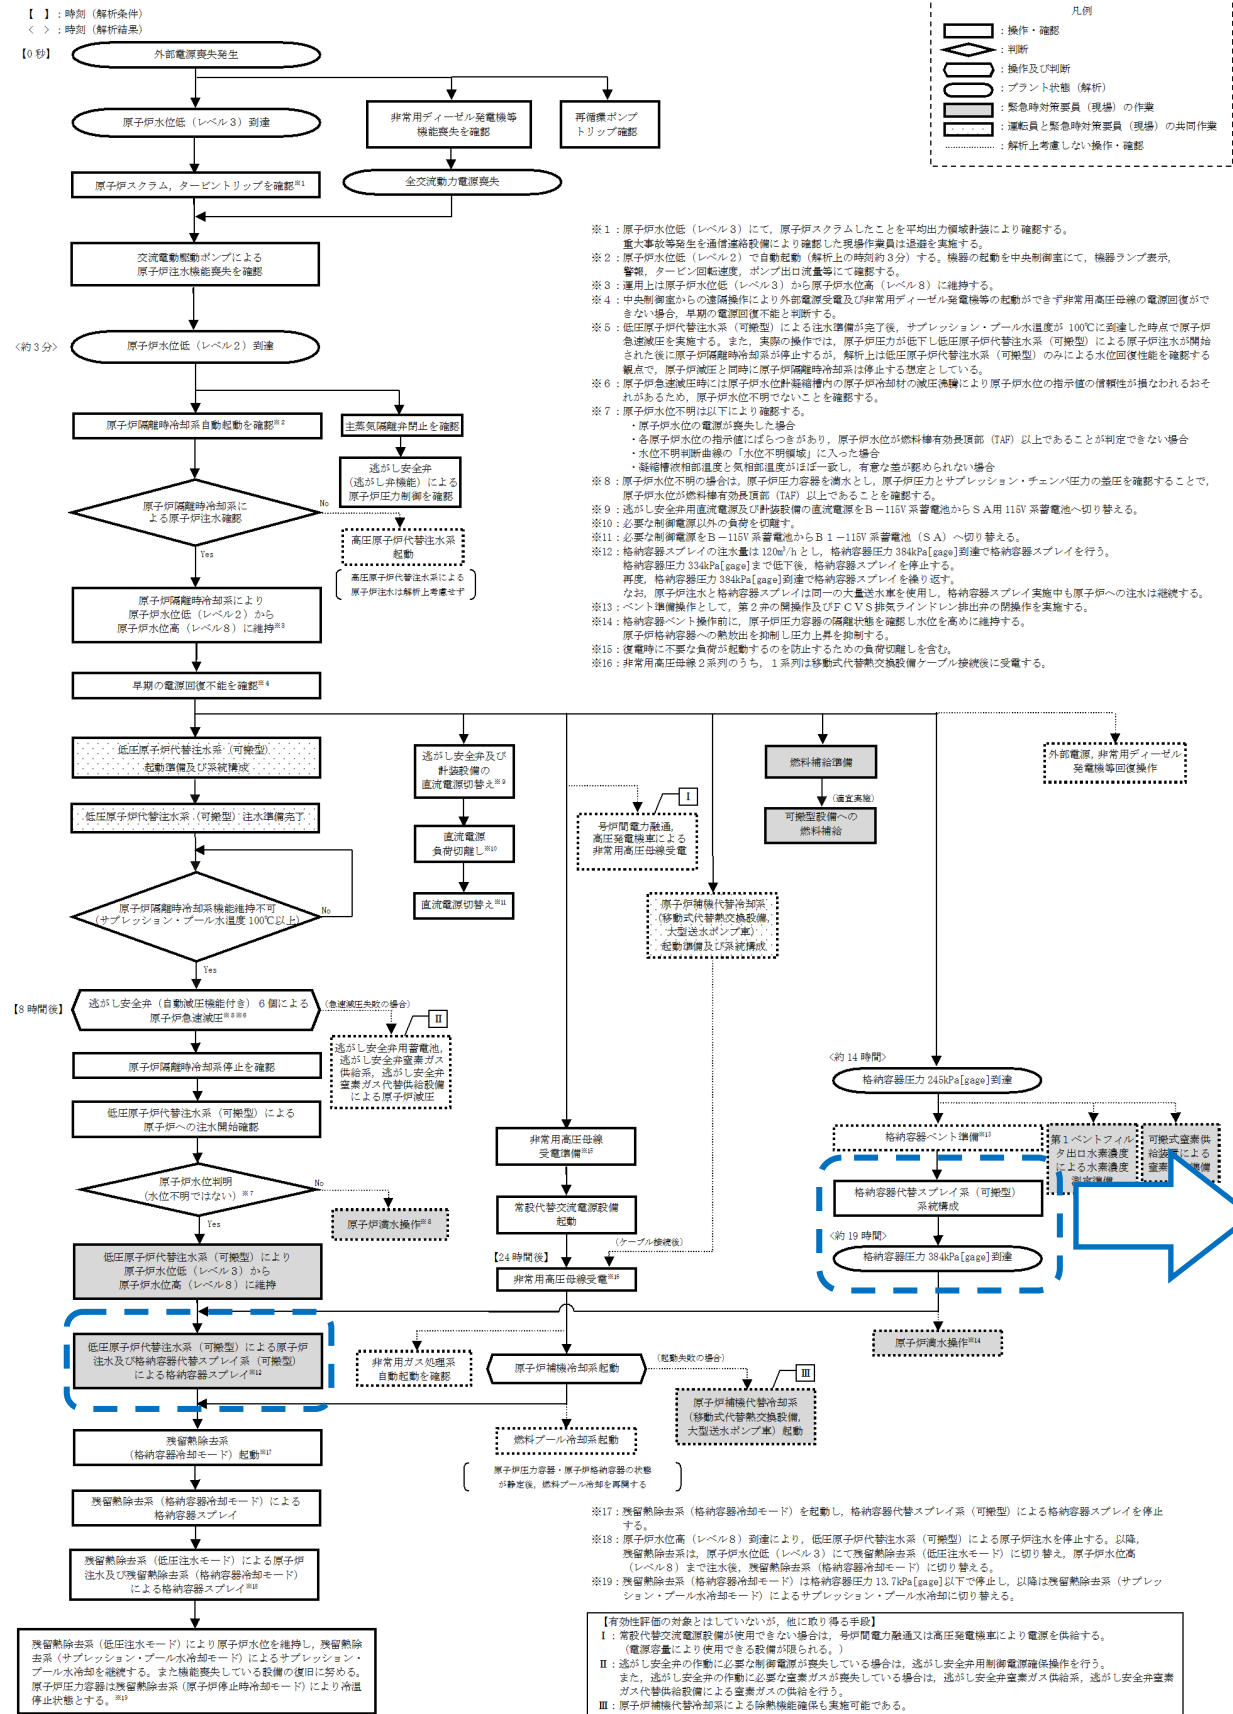 【　】：時刻（解析条件）
＜　＞：時刻（解析結果）
凡例
：操作・確認
：判断
：操作及び判断
：プラント状態（解析）
：緊急時対策要員（現場）の作業
：運転員と緊急時対策要員（現場）の共同作業
：解析上考慮しない操作・確認
【0秒】
外部電源喪失発生
原子炉水位低（レベル３）到達
非常用ディーゼル発電機等
機能喪失を確認
再循環ポンプ
トリップ確認
原子炉スクラム，タービントリップを確認※1
全交流動力電源喪失
交流電動駆動ポンプによる
原子炉注水機能喪失を確認
<約３分>
原子炉水位低（レベル２）到達
原子炉隔離時冷却系自動起動を確認※2
主蒸気隔離弁閉止を確認
逃がし安全弁
（逃がし弁機能）による
原子炉圧力制御を確認
原子炉隔離時冷却系に
よる原子炉注水確認
No
Yes
高圧原子炉代替注水系
起動
高圧原子炉代替注水系による
原子炉注水は解析上考慮せず
原子炉隔離時冷却系により
原子炉水位低（レベル２）から
原子炉水位高（レベル８）に維持※3
早期の電源回復不能を確認※4
※１：原子炉水位低（レベル３）にて，原子炉スクラムしたことを平均出力領域計装により確認する。
重大事故等発生を通信連絡設備により確認した現場作業員は退避を実施する。
※２：原子炉水位低（レベル２）で自動起動（解析上の時刻約３分）する。機器の起動を中央制御室にて，機器ランプ表示，
警報，タービン回転速度，ポンプ出口流量等にて確認する。
※３：運用上は原子炉水位低（レベル３）から原子炉水位高（レベル８）に維持する。
※４：中央制御室からの遠隔操作により外部電源受電及び非常用ディーゼル発電機等の起動ができず非常用高圧母線の電源回復がで
きない場合，早期の電源回復不能と判断する。
※５：低圧原子炉代替注水系（可搬型）による注水準備が完了後，サプレッション・プール水温度が 100℃に到達した時点で原子炉
急速減圧を実施する。また，実際の操作では，原子炉圧力が低下し低圧原子炉代替注水系（可搬型）による原子炉注水が開始
された後に原子炉隔離時冷却系が停止するが，解析上は低圧原子炉代替注水系（可搬型）のみによる水位回復性能を確認する
観点で，原子炉減圧と同時に原子炉隔離時冷却系は停止する想定としている。
※６：原子炉急速減圧時には原子炉水位計凝縮槽内の原子炉冷却材の減圧沸騰により原子炉水位の指示値の信頼性が損なわれるおそ
れがあるため，原子炉水位不明でないことを確認する。
※７：原子炉水位不明は以下により確認する。
・原子炉水位の電源が喪失した場合
・各原子炉水位の指示値にばらつきがあり，原子炉水位が燃料棒有効長頂部（TAF）以上であることが判定できない場合
・水位不明判断曲線の「水位不明領域」に入った場合
・凝縮槽液相部温度と気相部温度がほぼ一致し，有意な差が認められない場合
※８：原子炉水位不明の場合は，原子炉圧力容器を満水とし，原子炉圧力とサプレッション・チェンバ圧力の差圧を確認することで，
原子炉水位が燃料棒有効長頂部（TAF）以上であることを確認する。
※９：逃がし安全弁用直流電源及び計装設備の直流電源をＢ－115V 系蓄電池からＳＡ用 115V 系蓄電池へ切り替える。
※10：必要な制御電源以外の負荷を切離す。
※11：必要な制御電源をＢ－115V 系蓄電池からＢ１－115V 系蓄電池（ＳＡ）へ切り替える。
※12：格納容器スプレイの注水量は 120m³/h とし，格納容器圧力 384kPa[gage]到達で格納容器スプレイを行う。
格納容器圧力 334kPa[gage]まで低下後，格納容器スプレイを停止する。
再度，格納容器圧力 384kPa[gage]到達で格納容器スプレイを繰り返す。
なお，原子炉注水と格納容器スプレイは同一の大量送水車を使用し，格納容器スプレイ実施中も原子炉への注水は継続する。
※13：ベント準備操作として，第２弁の開操作及びＦＣＶＳ排気ラインドレン排出弁の閉操作を実施する。
※14：格納容器ベント操作前に，原子炉圧力容器の隔離状態を確認し水位を高めに維持する。
原子炉格納容器への熱放出を抑制し圧力上昇を抑制する。
※15：復電時に不要な負荷が起動するのを防止するための負荷切離しを含む。
※16：非常用高圧母線２系列のうち，１系列は移動式代替熱交換設備ケーブル接続後に受電する。
低圧原子炉代替注水系（可搬型）
起動準備及び系統構成
低圧原子炉代替注水系（可搬型）注水準備完了
逃がし安全弁及び
計装設備の
直流電源切替え※9
直流電源
負荷切離し※10
直流電源切替え※11
Ⅰ
号炉間電力融通，
高圧発電機車による
非常用高圧母線受電
原子炉補機代替冷却系
（移動式代替熱交換設備，
大型送水ポンプ車）
起動準備及び系統構成
燃料補給準備
（適宜実施）
可搬型設備への
燃料補給
外部電源，非常用ディーゼル
発電機等回復操作
原子炉隔離時冷却系機能維持不可
（サプレッション・プール水温度 100℃以上）
No
Yes
【8時間後】
逃がし安全弁（自動減圧機能付き）６個による
原子炉急速減圧※5※6
（急速減圧失敗の場合）
Ⅱ
逃がし安全弁用蓄電池，
逃がし安全弁窒素ガス
供給系，逃がし安全弁
窒素ガス代替供給設備
による原子炉減圧
原子炉隔離時冷却系停止を確認
低圧原子炉代替注水系（可搬型）による
原子炉への注水開始確認
原子炉水位判明
（水位不明ではない）※7
No
Yes
原子炉満水操作※8
低圧原子炉代替注水系（可搬型）により
原子炉水位低（レベル３）から
原子炉水位高（レベル８）に維持
非常用高圧母線
受電準備※15
常設代替交流電源設備
起動
（ケーブル接続後）
【24時間後】
非常用高圧母線受電※16
<約 14 時間>
格納容器圧力 245kPa[gage]到達
格納容器ベント準備※13
第１ベントフィル
タ出口水素濃度
による水素濃度
測定準備
可搬式窒素供
給装置による
窒素
準備
格納容器代替スプレイ系（可搬型）
系統構成
<約 19 時間>
格納容器圧力 384kPa[gage]到達
原子炉満水操作※14
低圧原子炉代替注水系（可搬型）による原子炉
注水及び格納容器代替スプレイ系（可搬型）
による格納容器スプレイ※12
非常用ガス処理系
自動起動を確認
原子炉補機冷却系起動
（起動失敗の場合）
Ⅲ
原子炉補機代替冷却系
（移動式代替熱交換設備，
大型送水ポンプ車）起動
燃料プール冷却系起動
原子炉圧力容器・原子炉格納容器の状態
が静定後，燃料プール冷却を再開する
残留熱除去系
（格納容器冷却モード）起動※17
残留熱除去系（格納容器冷却モード）による
格納容器スプレイ
残留熱除去系（低圧注水モード）による原子炉
注水及び残留熱除去系（格納容器冷却モード）
による格納容器スプレイ※18
残留熱除去系（低圧注水モード）により原子炉水位を維持し，残留熱除
去系（サプレッション・プール水冷却モード）によるサプレッション・
プール水冷却を継続する。また機能喪失している設備の復旧に努める。
原子炉圧力容器は残留熱除去系（原子炉停止時冷却モード）により冷温
停止状態とする。※19
※17：残留熱除去系（格納容器冷却モード）を起動し，格納容器代替スプレイ系（可搬型）による格納容器スプレイを停止
する。
※18：原子炉水位高（レベル８）到達により，低圧原子炉代替注水系（可搬型）による原子炉注水を停止する。以降，
残留熱除去系は，原子炉水位低（レベル３）にて残留熱除去系（低圧注水モード）に切り替え，原子炉水位高
（レベル８）まで注水後，残留熱除去系（格納容器冷却モード）に切り替える。
※19：残留熱除去系（格納容器冷却モード）は格納容器圧力 13.7kPa[gage]以下で停止し，以降は残留熱除去系（サプレッ
ション・プール水冷却モード）によるサプレッション・プール水冷却に切り替える。
【有効性評価の対象とはしていないが，他に取り得る手段】
Ⅰ：常設代替交流電源設備が使用できない場合は，号炉間電力融通又は高圧発電機車により電源を供給する。
（電源容量により使用できる設備が限られる。）
Ⅱ：逃がし安全弁の作動に必要な制御電源が喪失している場合は，逃がし安全弁用制御電源確保操作を行う。
また，逃がし安全弁の作動に必要な窒素ガスが喪失している場合は，逃がし安全弁窒素ガス供給系，逃がし安全弁窒素
ガス代替供給設備による窒素ガスの供給を行う。
Ⅲ：原子炉補機代替冷却系による除熱機能確保も実施可能である。